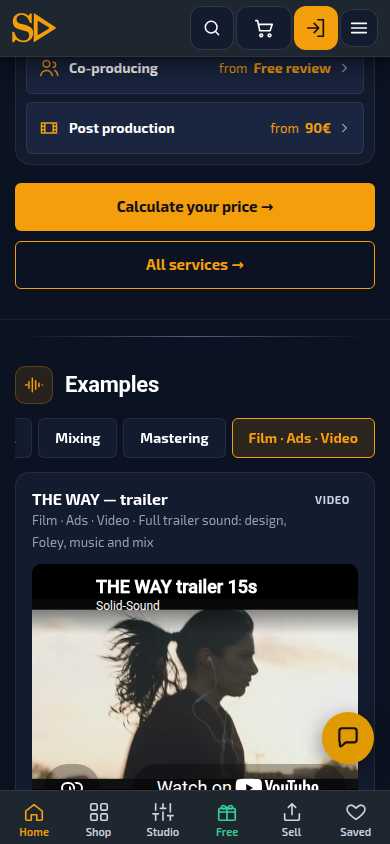 SD
Co-producing from Free review
Post production from 90€
Calculate your price →
All services →
Examples
Mixing Mastering Film · Ads · Video
THE WAY — trailer VIDEO
Film · Ads · Video · Full trailer sound: design,
Foley, music and mix
THE WAY trailer 15s
Solid-Sound
Watch on YouTube
Home Shop Studio Free Sell Saved